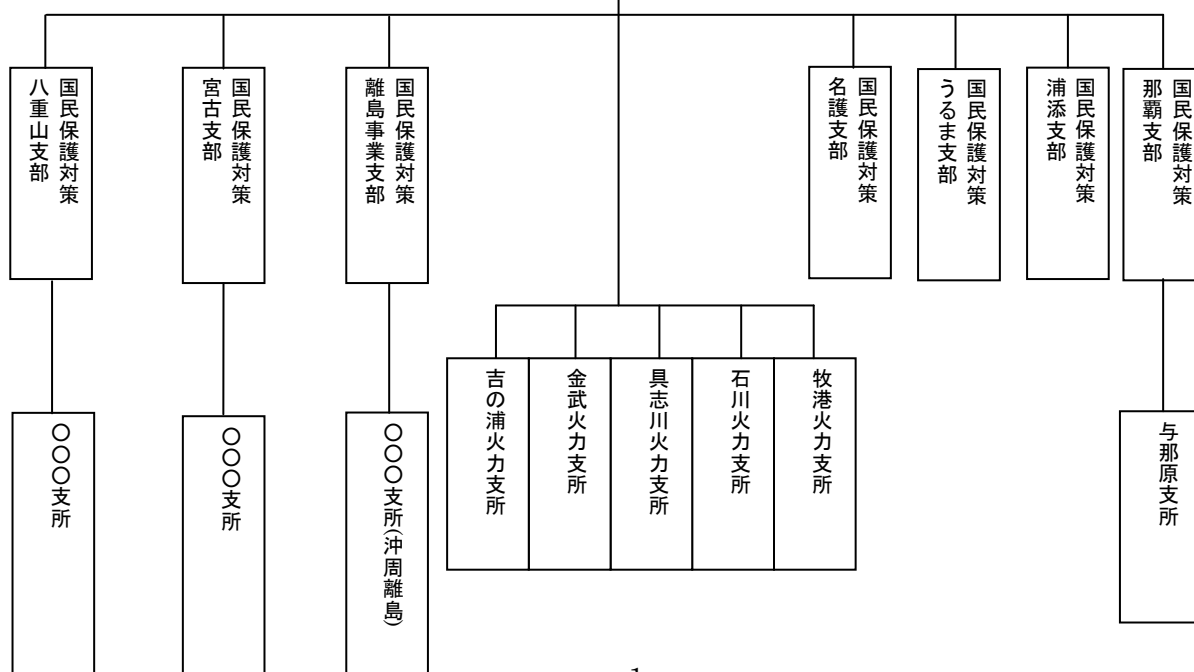 国民保護対策
那覇支部
国民保護対策
浦添支部
国民保護対策
うるま支部
国民保護対策
名護支部
国民保護対策
離島事業支部
国民保護対策
宮古支部
国民保護対策
八重山支部
牧港火力支所
石川火力支所
具志川火力支所
金武火力支所
吉の浦火力支所
与那原支所
〇〇〇支所(沖周離島)
〇〇〇支所
〇〇〇支所